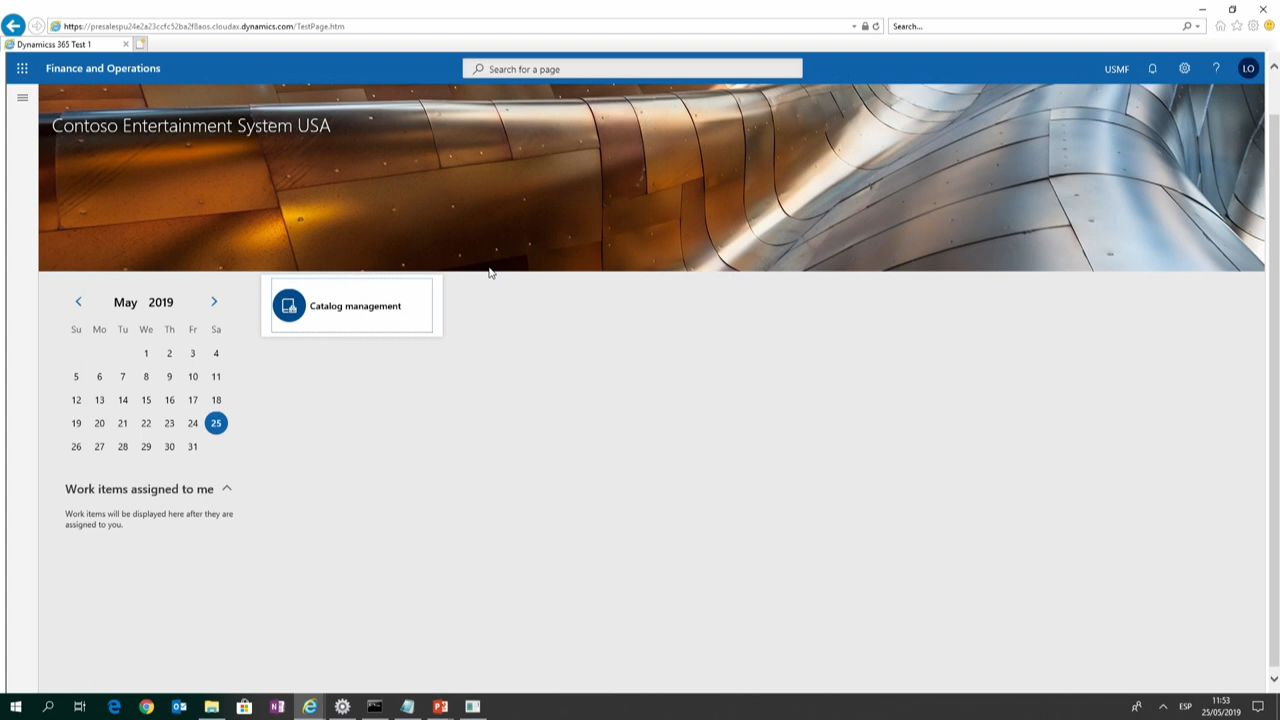 https://presalespu24e2a23ccfc52ba2f8aos.cloudax.dynamics.com/TestPage.htm
Search...
Dynamicss 365 Test 1
Finance and Operations
Search for a page
USMF
?
LO
Contoso Entertainment System USA
May 2019
Catalog management
Su Mo Tu We Th Fr Sa
1 2 3 4
5 6 7 8 9 10 11
12 13 14 15 16 17 18
19 20 21 22 23 24 25
26 27 28 29 30 31
Work items assigned to me
Work items will be displayed here after they are
assigned to you.
ESP
11:53
25/05/2019